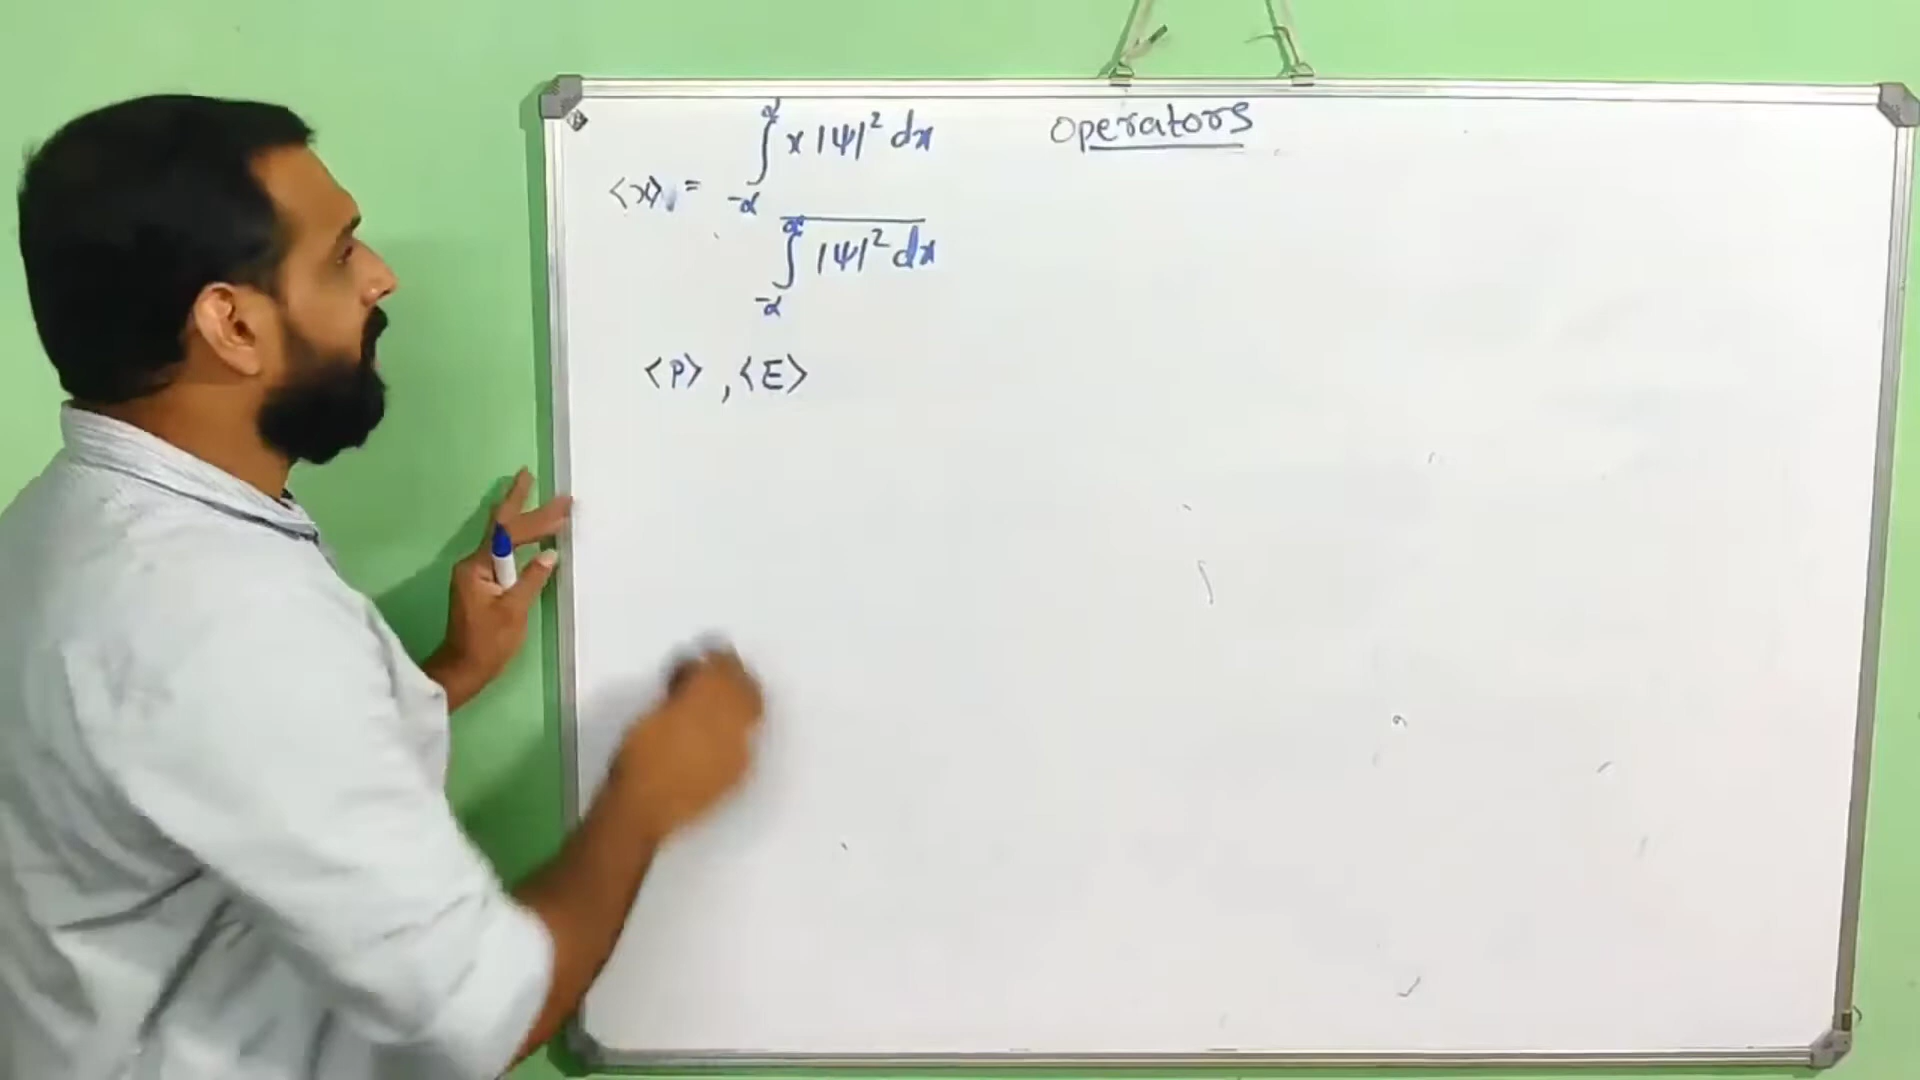 Operators
⟨x⟩ = ∫_{-α}^{α} x |ψ|² dx / ∫_{-α}^{α} |ψ|² dx
⟨P⟩ , ⟨E⟩